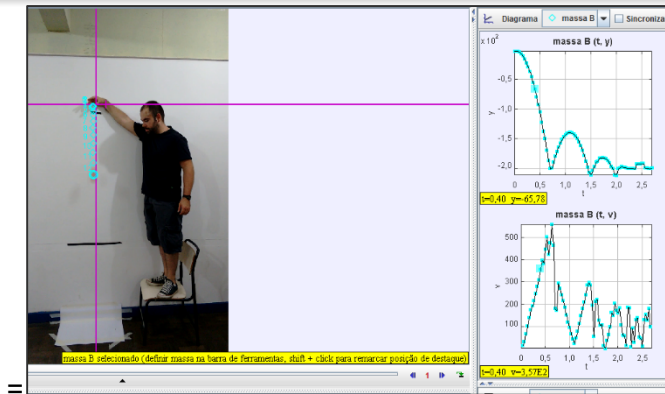 Diagrama massa B Sincroniza
x 10²
massa B (t, y)
-0,5
-1,0
-1,5
-2,0
y
0 0,5 1,0 1,5 2,0 2,5
t
t=0,40 y=-65,78
massa B (t, v)
500
400
300
200
100
v
0 0,5 1,0 1,5 2,0 2,5
t
t=0,40 v=3,57E2
massa B selecionado (definir massa na barra de ferramentas, shift + click para remarcar posição de destaque)
1
=